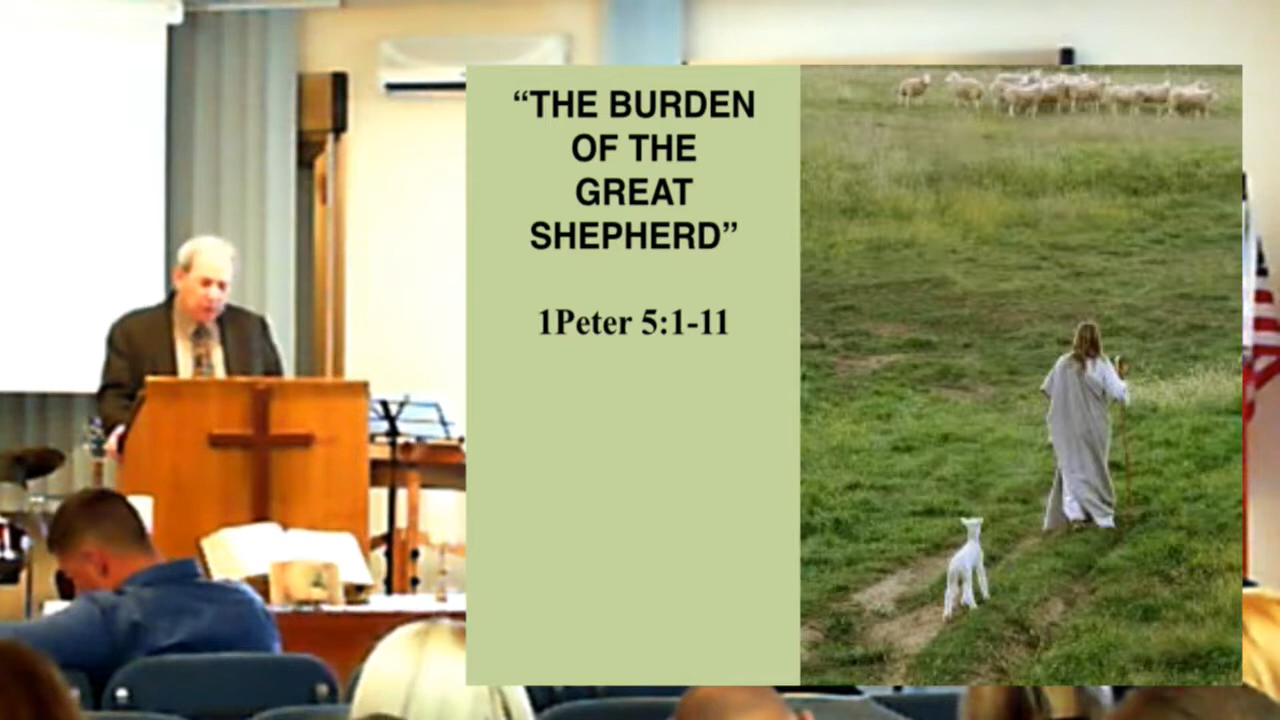 “THE BURDEN
OF THE
GREAT
SHEPHERD”
1Peter 5:1-11